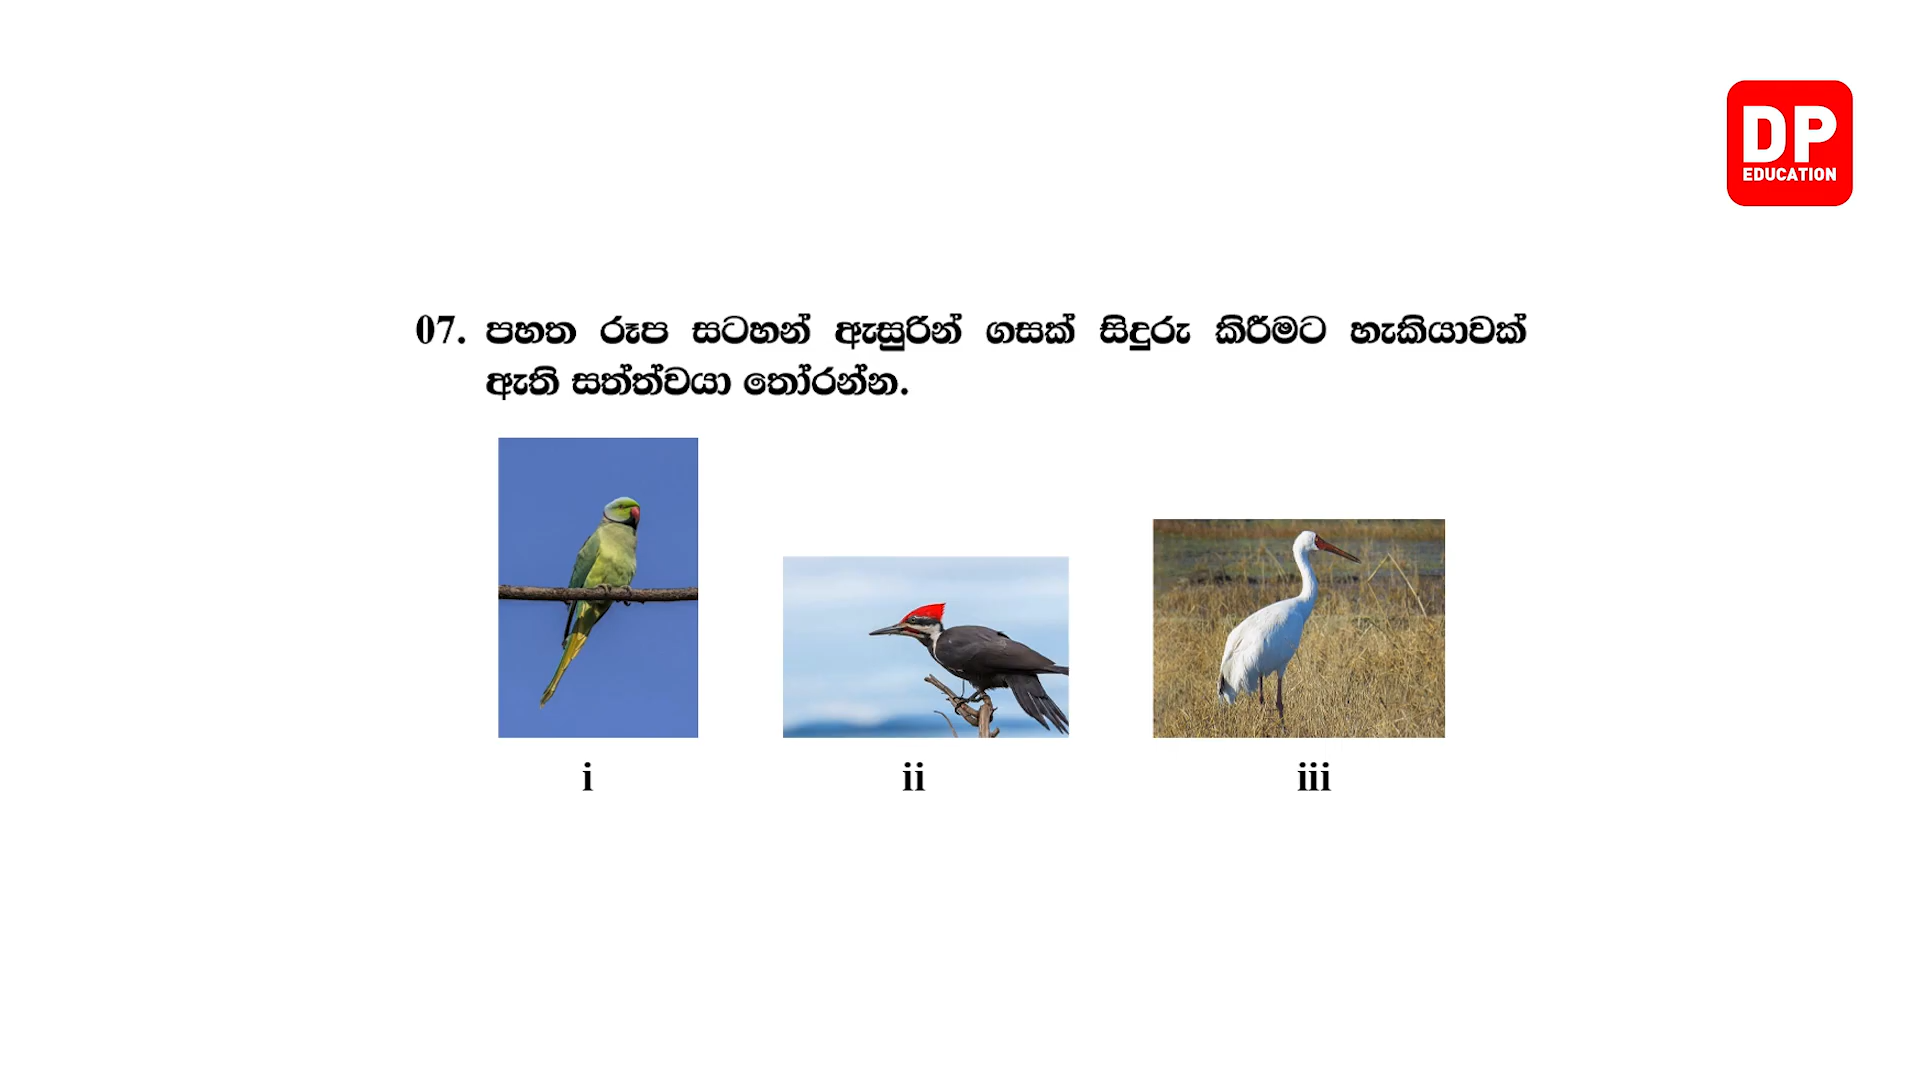 DP
EDUCATION
07. පහත රූප සටහන් ඇසුරින් ගසක් සිදුරු කිරීමට හැකියාවක්
ඇති සත්ත්වයා තෝරන්න.
i
ii
iii